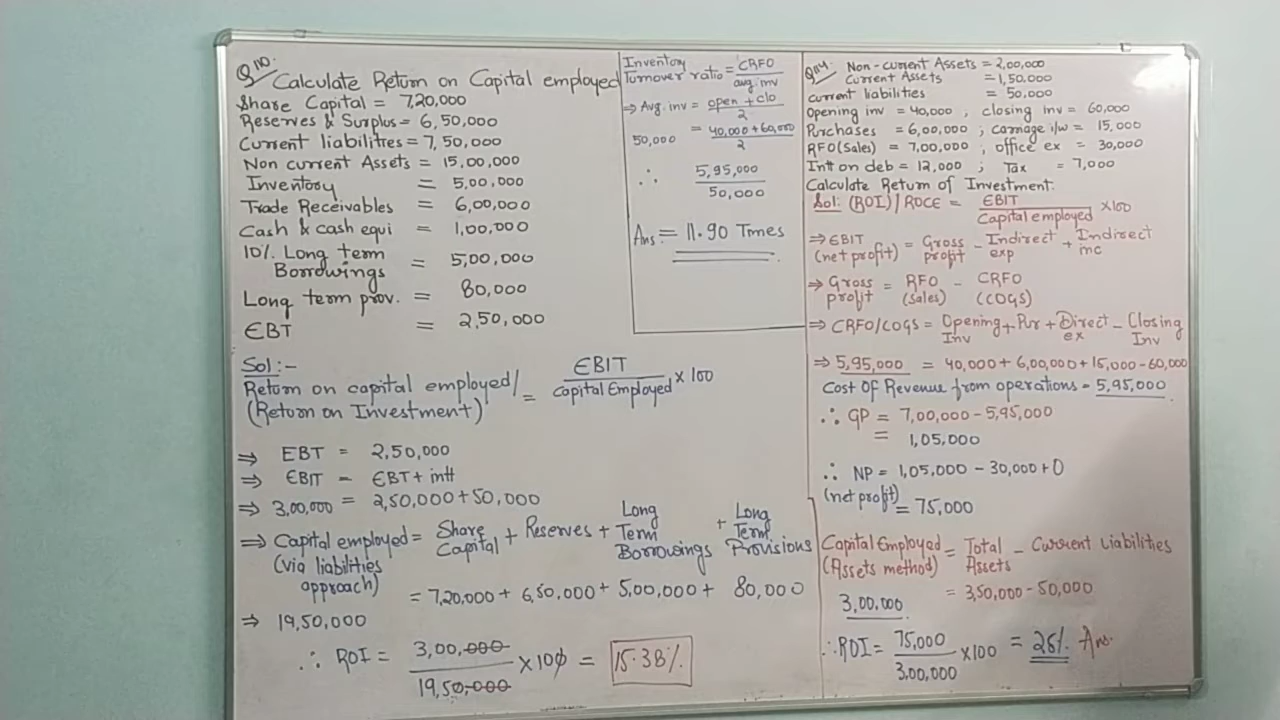 Q110.
Calculate Return on Capital employed
Share Capital = 7,20,000
Reserves & Surplus = 6,50,000
Current liabilities = 7,50,000
Non current Assets = 15,00,000
Inventory = 5,00,000
Trade Receivables = 6,00,000
Cash & cash equi = 1,00,000
10% Long term
Borrowings = 5,00,000
Long term prov. = 80,000
EBT = 2,50,000
Sol:-
Return on capital employed/ = EBIT / Capital Employed × 100
(Return on Investment)
⇒ EBT = 2,50,000
⇒ EBIT = EBT + intt
⇒ 3,00,000 = 2,50,000 + 50,000
⇒ Capital employed = Share Capital + Reserves + Long Term Borrowings + Long Term Provisions
(via liabilities
approach)
= 7,20,000 + 6,50,000 + 5,00,000 + 80,000
⇒ 19,50,000
∴ ROI = 3,00,000 / 19,50,000 × 100 = 15.38%
Inventory
Turnover ratio = CRFO / avg inv
⇒ Avg. inv = open + clo / 2
50,000 = 40,000 + 60,000 / 2
∴ 5,95,000 / 50,000
Ans:= 11.90 Times
Q114 Non-current Assets = 2,00,000
Current Assets = 1,50,000
current liabilities = 50,000
Opening inv = 40,000 , closing inv = 60,000
Purchases = 6,00,000 ; carriage i/w = 15,000
RFO (Sales) = 7,00,000 ; office ex = 30,000
Intt on deb = 12,000 ; Tax = 7,000
Calculate Return of Investment.
Sol: (ROI)/ROCE = EBIT / Capital employed ×100
⇒ EBIT (net profit) = Gross profit - Indirect exp + Indirect inc
⇒ Gross profit = RFO (Sales) - CRFO (COGS)
⇒ CRFO/COGS = Opening Inv + Pur + Direct ex - Closing Inv
⇒ 5,95,000 = 40,000 + 6,00,000 + 15,000 - 60,000
Cost Of Revenue from operations = 5,95,000
∴ GP = 7,00,000 - 5,95,000
= 1,05,000
∴ NP = 1,05,000 - 30,000 + 0
(net profit)
= 75,000
Capital Employed = Total Assets - Current Liabilities
(Assets method)
= 3,50,000 - 50,000
3,00,000
∴ ROI = 75,000 / 3,00,000 ×100 = 25% Ans.